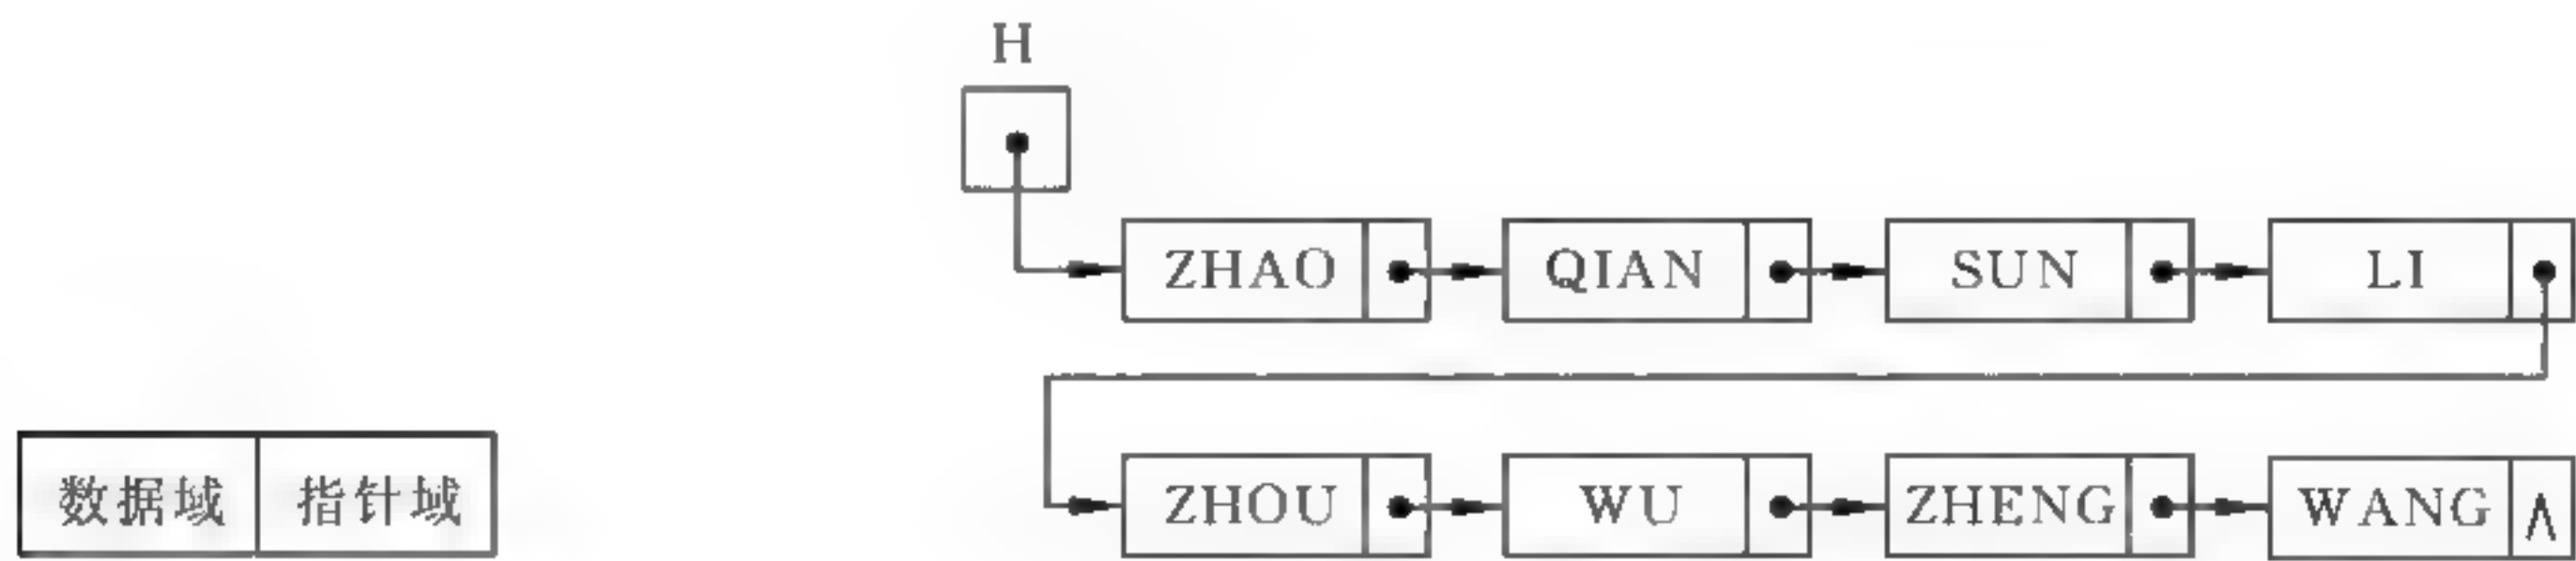 H
ZHAO QIAN SUN LI
数据域 指针域
ZHOU WU ZHENG WANG ∧